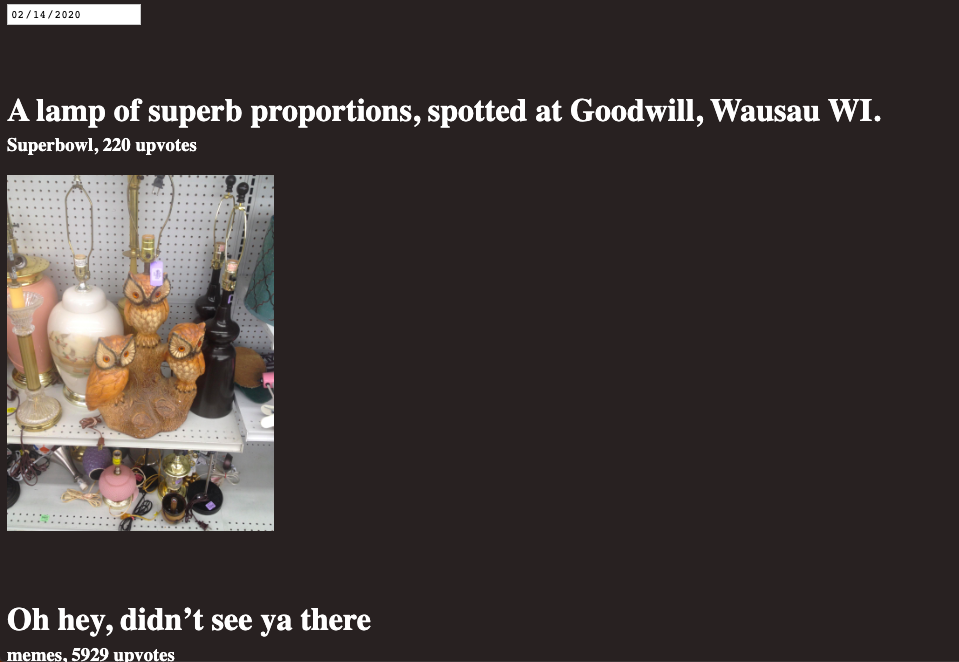 02/14/2020
A lamp of superb proportions, spotted at Goodwill, Wausau WI.
Superbowl, 220 upvotes
Oh hey, didn’t see ya there
memes, 5929 upvotes